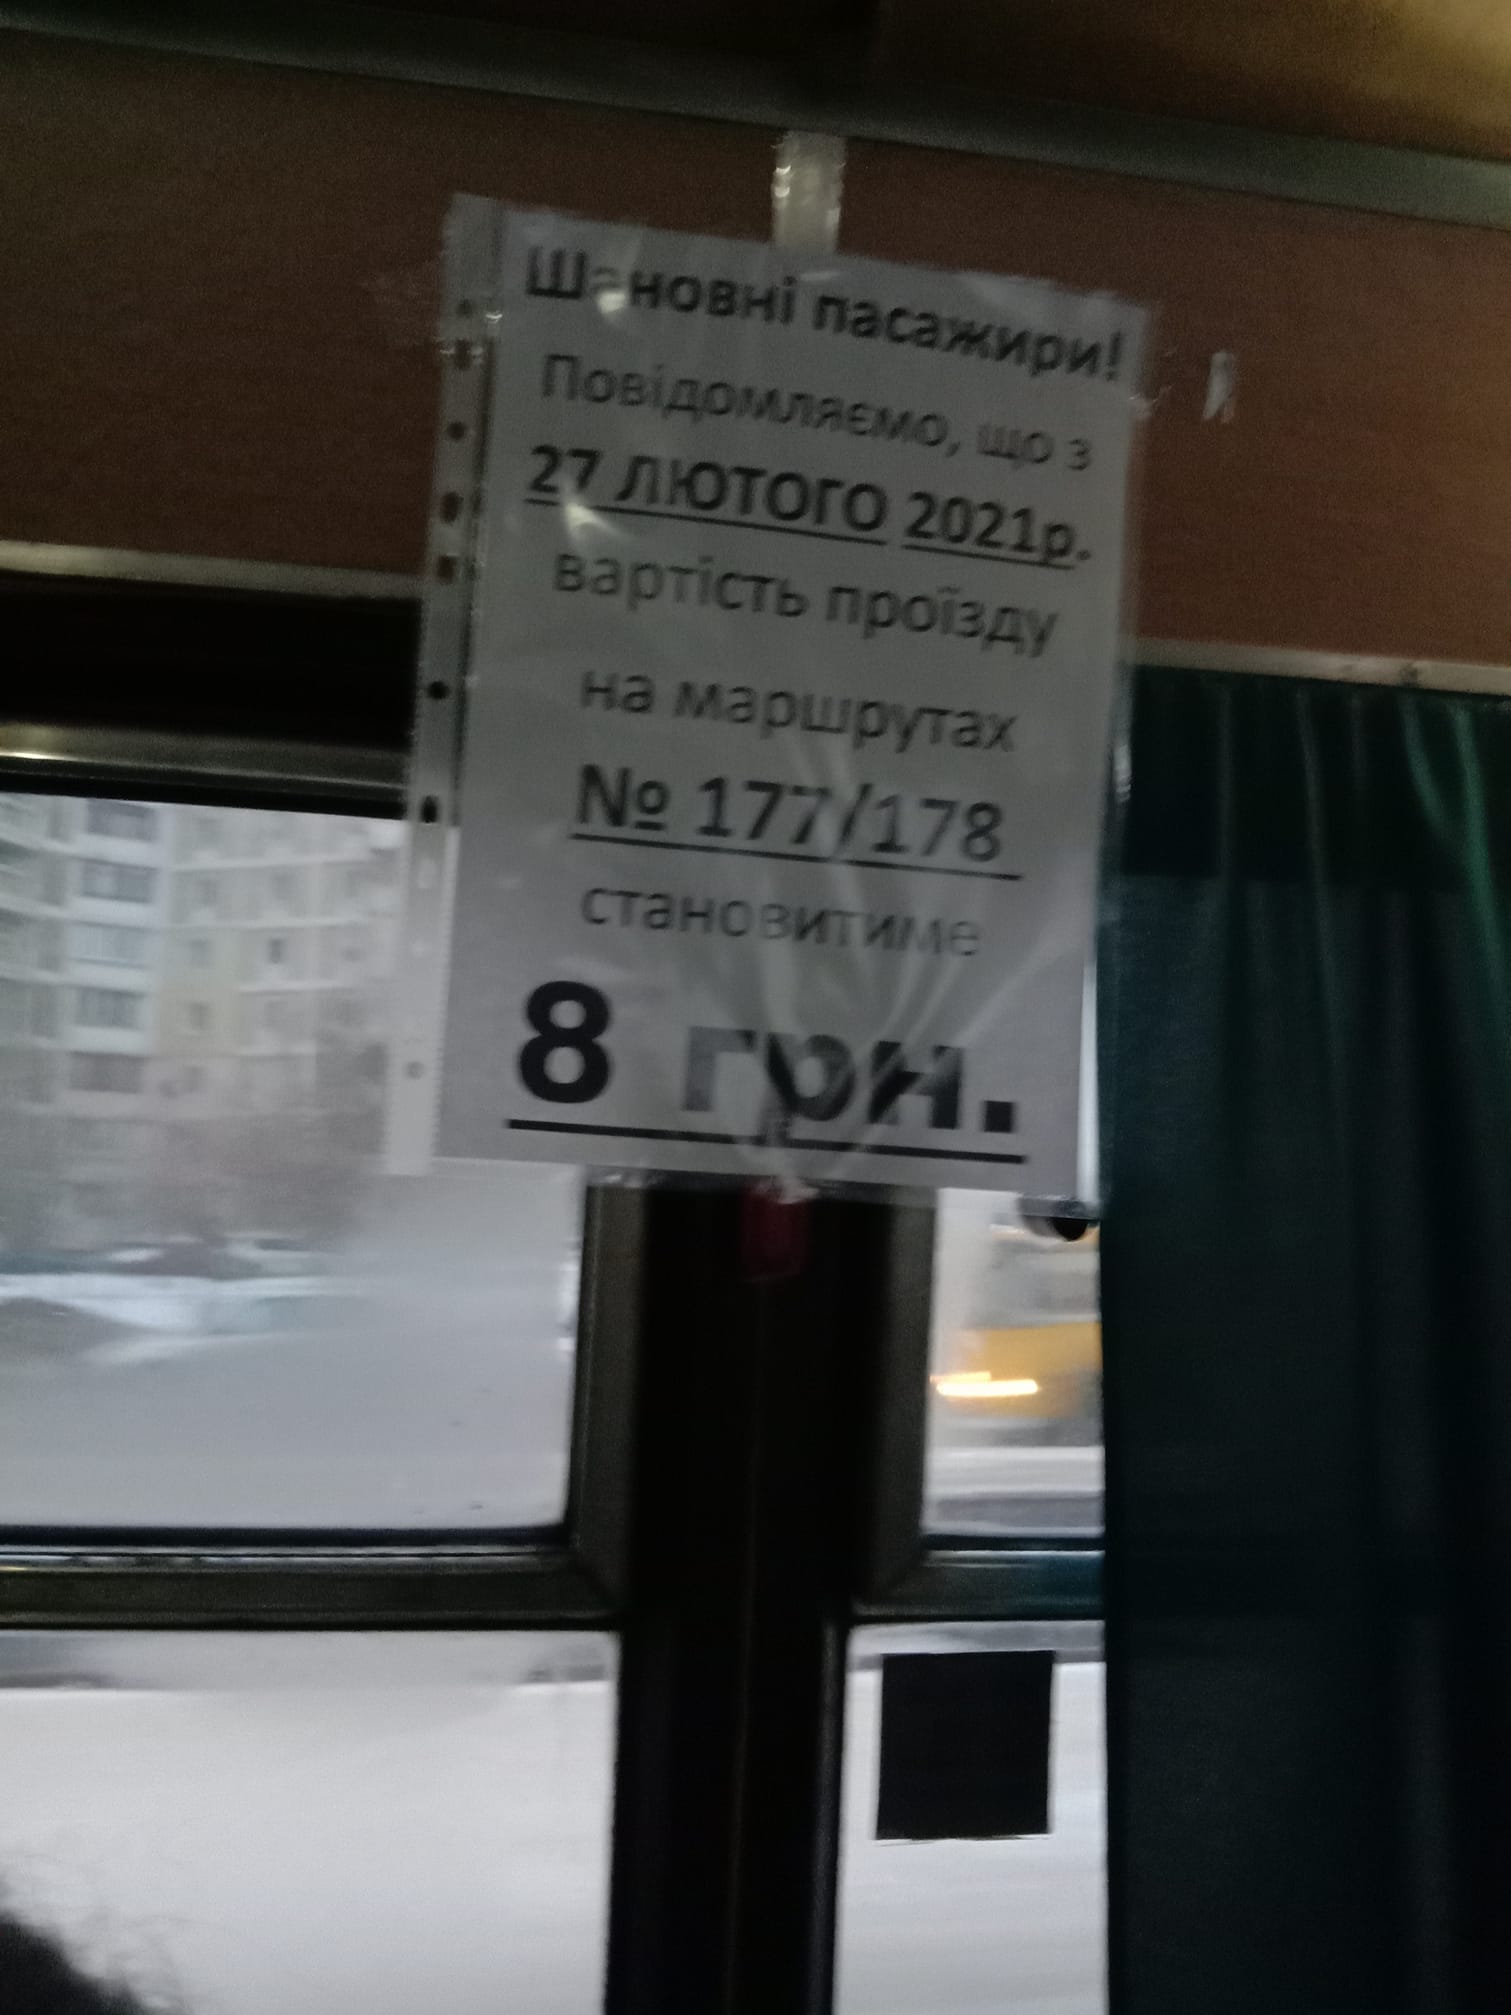 Шановні пасажири!
Повідомляємо, що з
27 ЛЮТОГО 2021р.
вартість проїзду
на маршрутах
№ 177/178
становитиме
8 грн.